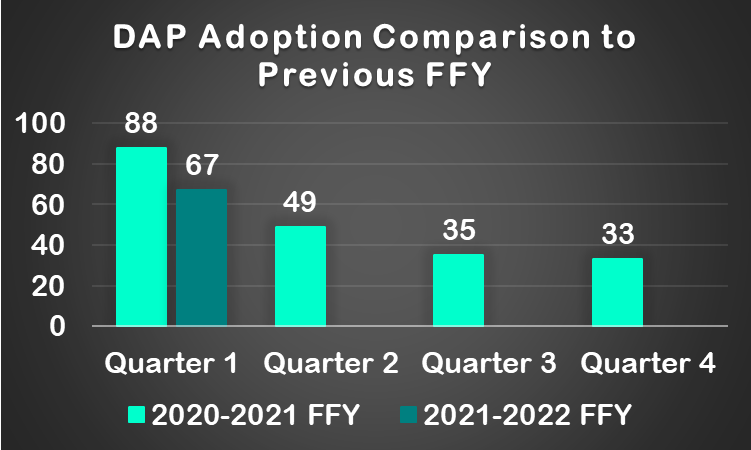 DAP Adoption Comparison to
Previous FFY
100
80
60
40
20
0
88
67
49
35
33
Quarter 1
Quarter 2
Quarter 3
Quarter 4
2020-2021 FFY
2021-2022 FFY